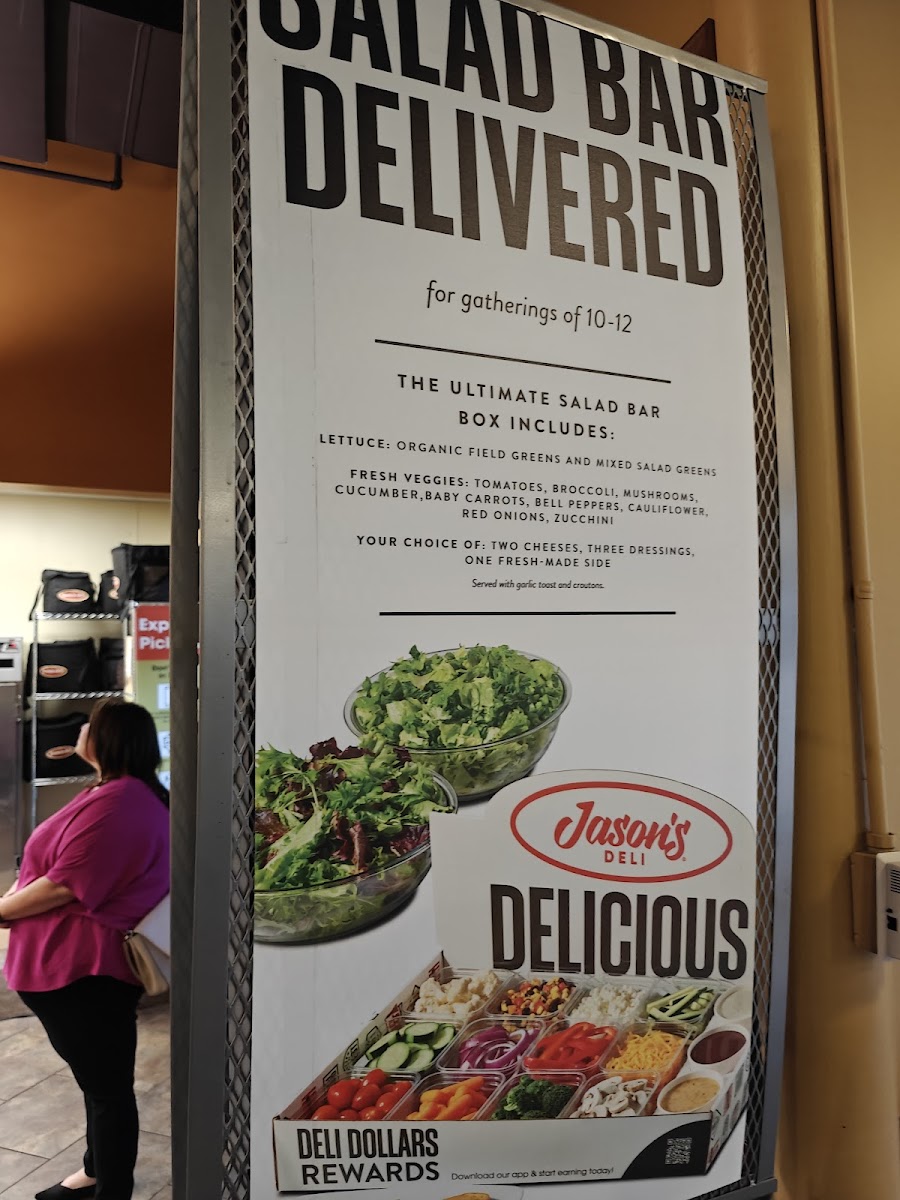 SALAD BAR
DELIVERED
for gatherings of 10-12
THE ULTIMATE SALAD BAR
BOX INCLUDES:
LETTUCE: ORGANIC FIELD GREENS AND MIXED SALAD GREENS
FRESH VEGGIES: TOMATOES, BROCCOLI, MUSHROOMS,
CUCUMBER,BABY CARROTS, BELL PEPPERS, CAULIFLOWER,
RED ONIONS, ZUCCHINI
YOUR CHOICE OF: TWO CHEESES, THREE DRESSINGS,
ONE FRESH-MADE SIDE
Served with garlic toast and croutons.
Exp
Pic
Jason's
DELI
DELICIOUS
DELI DOLLARS
REWARDS
Download our app & start earning today!